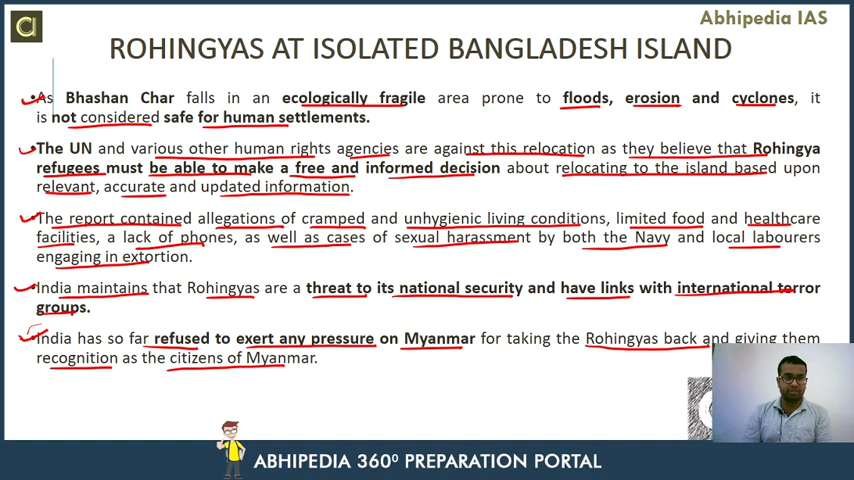 Abhipedia IAS
a
ROHINGYAS AT ISOLATED BANGLADESH ISLAND
•As Bhashan Char falls in an ecologically fragile area prone to floods, erosion and cyclones, it
is not considered safe for human settlements.
•The UN and various other human rights agencies are against this relocation as they believe that Rohingya
refugees must be able to make a free and informed decision about relocating to the island based upon
relevant, accurate and updated information.
•The report contained allegations of cramped and unhygienic living conditions, limited food and healthcare
facilities, a lack of phones, as well as cases of sexual harassment by both the Navy and local labourers
engaging in extortion.
•India maintains that Rohingyas are a threat to its national security and have links with international terror
groups.
•India has so far refused to exert any pressure on Myanmar for taking the Rohingyas back and giving them
recognition as the citizens of Myanmar.
ABHIPEDIA 360⁰ PREPARATION PORTAL